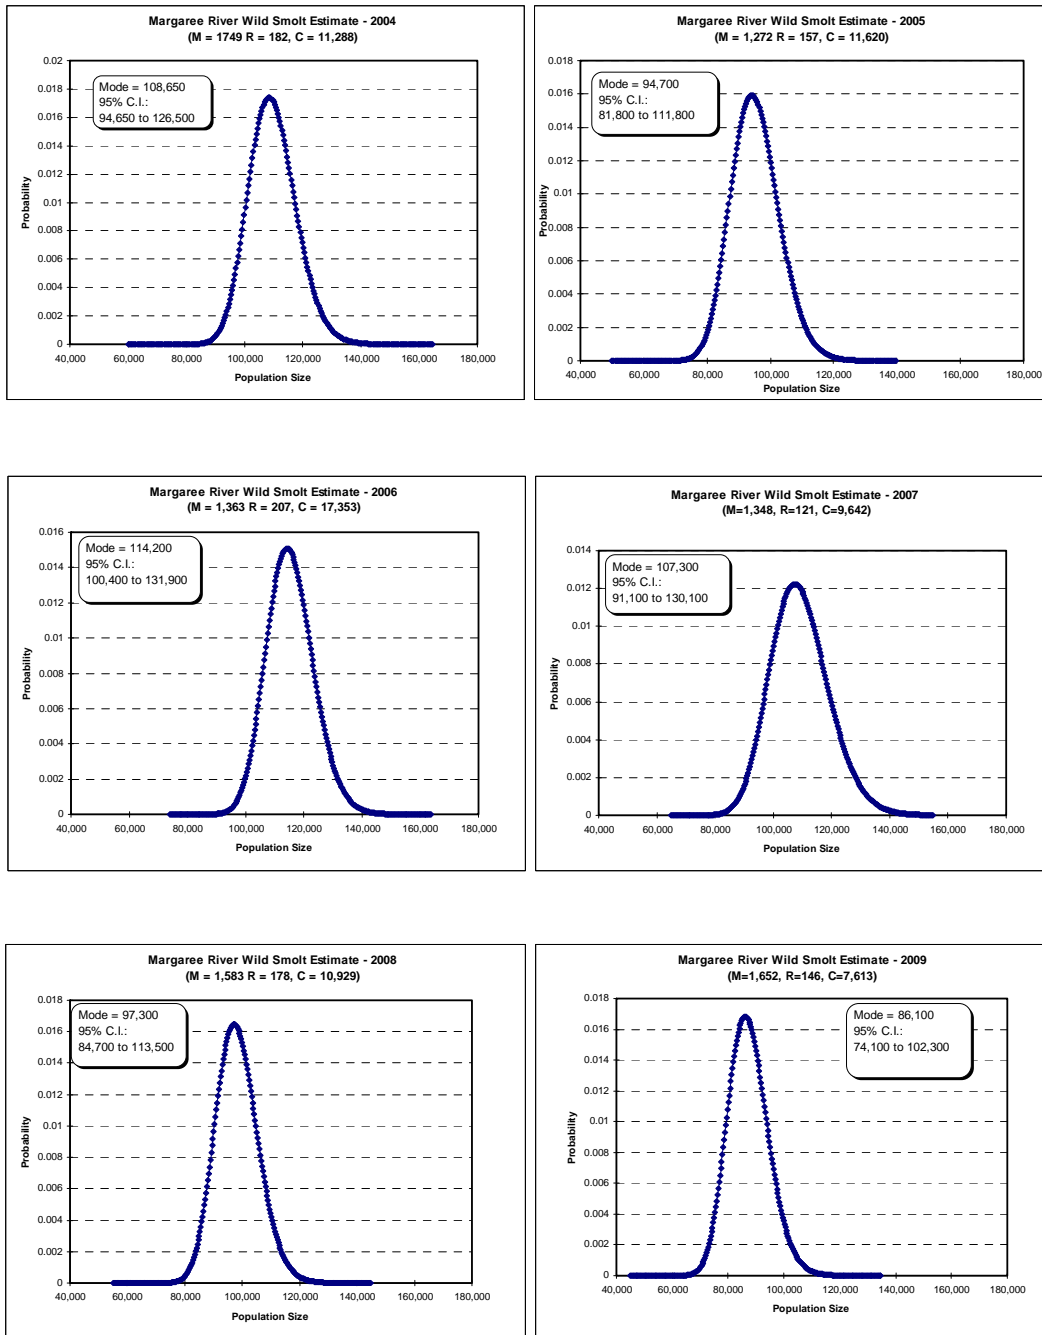 Margaree River Wild Smolt Estimate - 2004
(M = 1749 R = 182, C = 11,288)
0.02
0.018
0.016
0.014
0.012
0.01
0.008
0.006
0.004
0.002
0
Probability
Mode = 108,650
95% C.I.:
94,650 to 126,500
40,000 60,000 80,000 100,000 120,000 140,000 160,000 180,000
Population Size
Margaree River Wild Smolt Estimate - 2005
(M = 1,272 R = 157, C = 11,620)
0.018
0.016
0.014
0.012
0.01
0.008
0.006
0.004
0.002
0
Probability
Mode = 94,700
95% C.I.:
81,800 to 111,800
40,000 60,000 80,000 100,000 120,000 140,000 160,000 180,000
Population Size
Margaree River Wild Smolt Estimate - 2006
(M = 1,363 R = 207, C = 17,353)
0.016
0.014
0.012
0.01
0.008
0.006
0.004
0.002
0
Probability
Mode = 114,200
95% C.I.:
100,400 to 131,900
40,000 60,000 80,000 100,000 120,000 140,000 160,000 180,000
Population Size
Margaree River Wild Smolt Estimate - 2007
(M=1,348, R=121, C=9,642)
0.014
0.012
0.01
0.008
0.006
0.004
0.002
0
Probability
Mode = 107,300
95% C.I.:
91,100 to 130,100
40,000 60,000 80,000 100,000 120,000 140,000 160,000 180,000
Population Size
Margaree River Wild Smolt Estimate - 2008
(M = 1,583 R = 178, C = 10,929)
0.018
0.016
0.014
0.012
0.01
0.008
0.006
0.004
0.002
0
Probability
Mode = 97,300
95% C.I.:
84,700 to 113,500
40,000 60,000 80,000 100,000 120,000 140,000 160,000 180,000
Population Size
Margaree River Wild Smolt Estimate - 2009
(M=1,652, R=146, C=7,613)
0.018
0.016
0.014
0.012
0.01
0.008
0.006
0.004
0.002
0
Probability
Mode = 86,100
95% C.I.:
74,100 to 102,300
40,000 60,000 80,000 100,000 120,000 140,000 160,000 180,000
Population Size